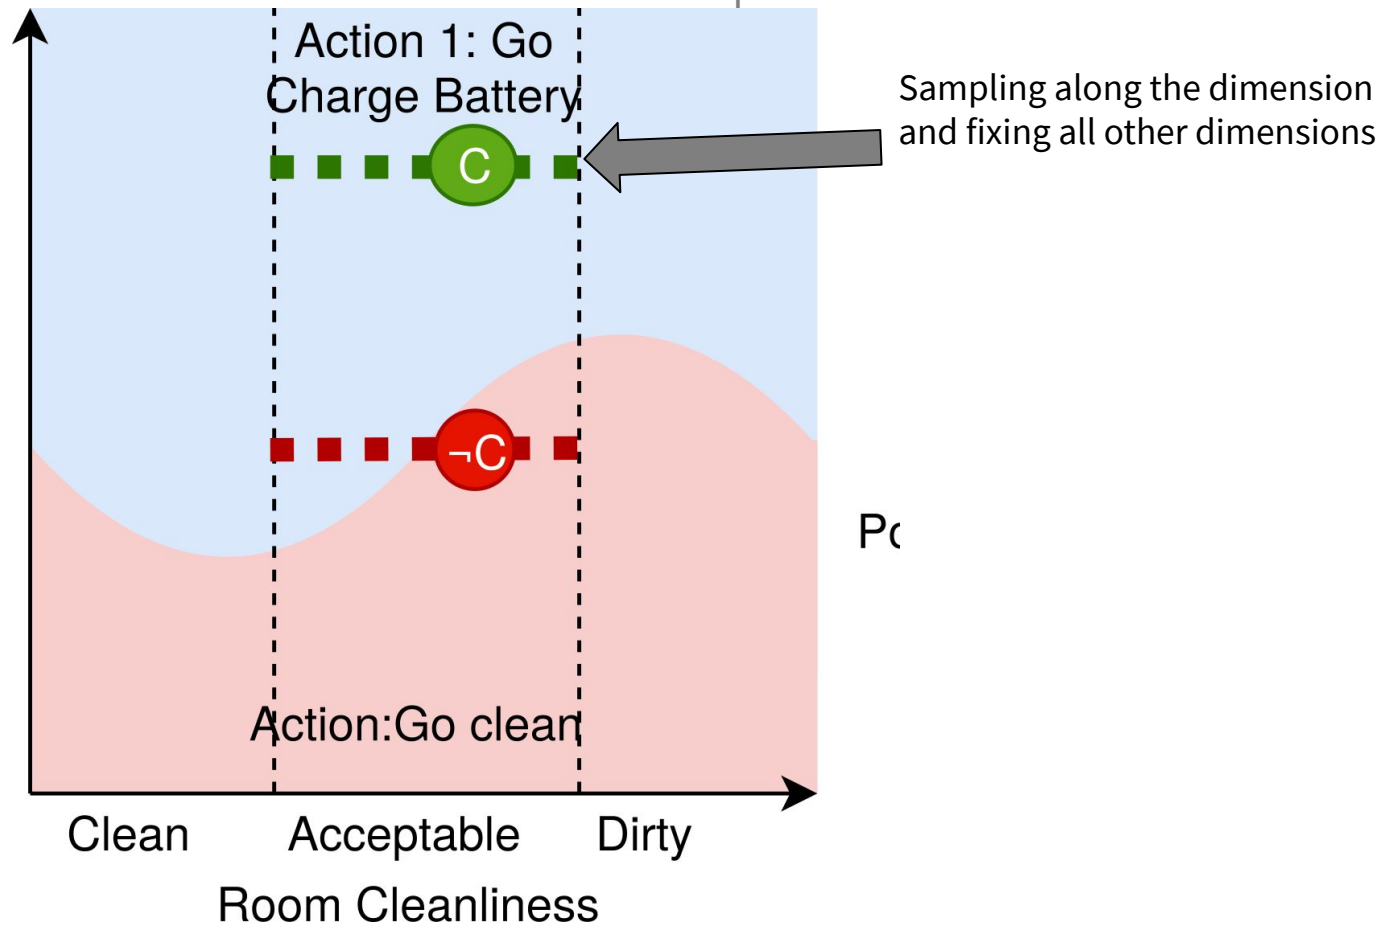 Action 1: Go
Charge Battery
Sampling along the dimension
and fixing all other dimensions
C
¬C
Action:Go clean
Clean Acceptable Dirty
Room Cleanliness